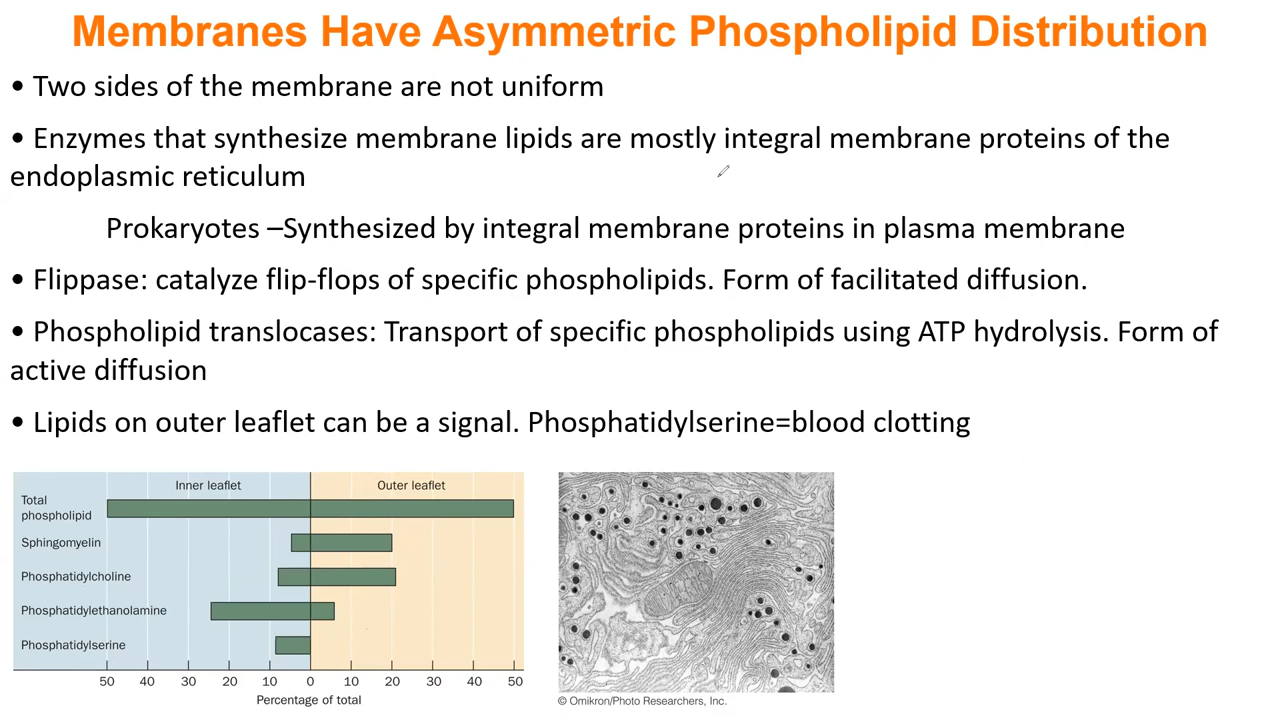 Membranes Have Asymmetric Phospholipid Distribution
• Two sides of the membrane are not uniform
• Enzymes that synthesize membrane lipids are mostly integral membrane proteins of the
endoplasmic reticulum
Prokaryotes –Synthesized by integral membrane proteins in plasma membrane
• Flippase: catalyze flip-flops of specific phospholipids. Form of facilitated diffusion.
• Phospholipid translocases: Transport of specific phospholipids using ATP hydrolysis. Form of
active diffusion
• Lipids on outer leaflet can be a signal. Phosphatidylserine=blood clotting
Inner leaflet Outer leaflet
Total
phospholipid
Sphingomyelin
Phosphatidylcholine
Phosphatidylethanolamine
Phosphatidylserine
50 40 30 20 10 0 10 20 30 40 50
Percentage of total
© Omikron/Photo Researchers, Inc.